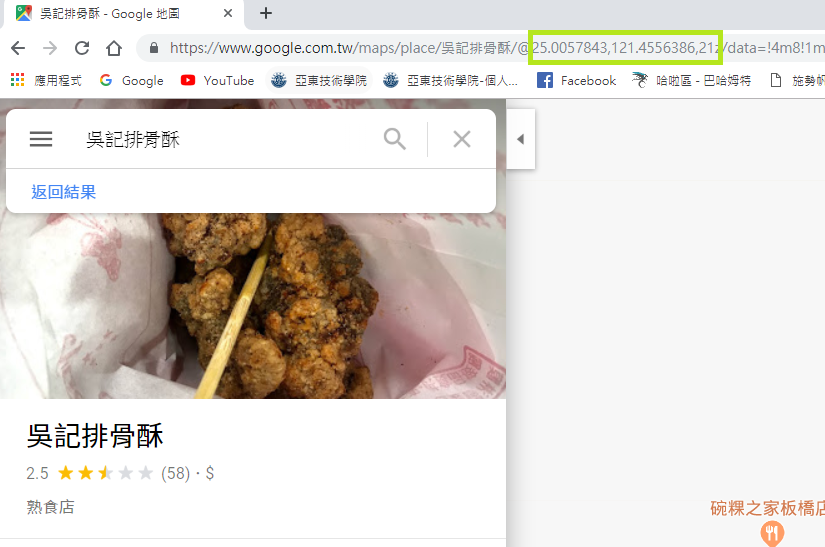 吳記排骨酥 - Google 地圖
https://www.google.com.tw/maps/place/吳記排骨酥/@25.0057843,121.4556386,21z/data=!4m8!1m
應用程式 Google YouTube 亞東技術學院 亞東技術學院-個人... Facebook 哈啦區 - 巴哈姆特 施勢帆
吳記排骨酥
返回結果
吳記排骨酥
2.5 (58) · $
熟食店
碗粿之家板橋店